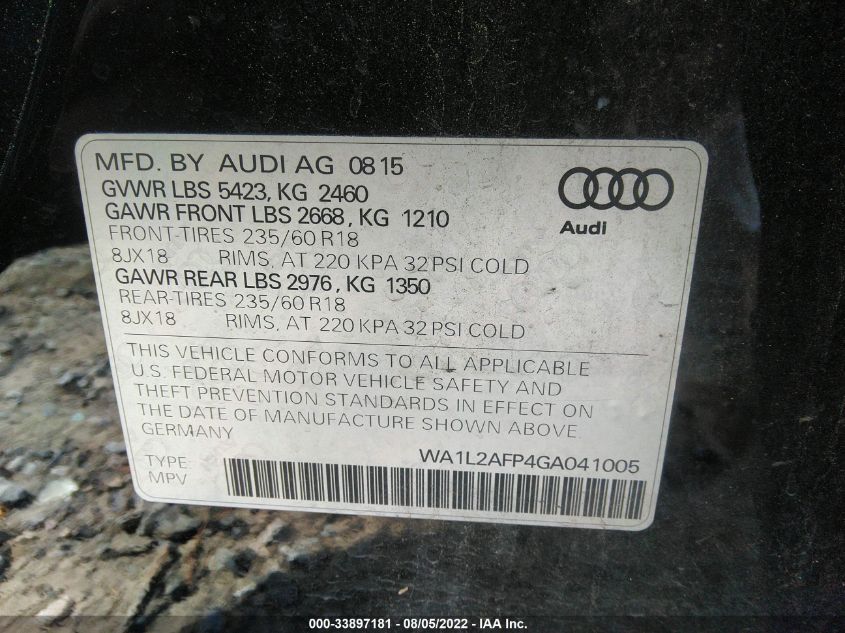 MFD. BY AUDI AG 08 15
GVWR LBS 5423, KG 2460
GAWR FRONT LBS 2668, KG 1210
FRONT-TIRES 235/60 R18
8JX18 RIMS, AT 220 KPA 32 PSI COLD
GAWR REAR LBS 2976, KG 1350
REAR-TIRES 235/60 R18
8JX18 RIMS, AT 220 KPA 32 PSI COLD
Audi
THIS VEHICLE CONFORMS TO ALL APPLICABLE
U.S. FEDERAL MOTOR VEHICLE SAFETY AND
THEFT PREVENTION STANDARDS IN EFFECT ON
THE DATE OF MANUFACTURE SHOWN ABOVE.
GERMANY
WA1L2AFP4GA041005
TYPE:
MPV
000-33897181 - 08/05/2022 - IAA Inc.